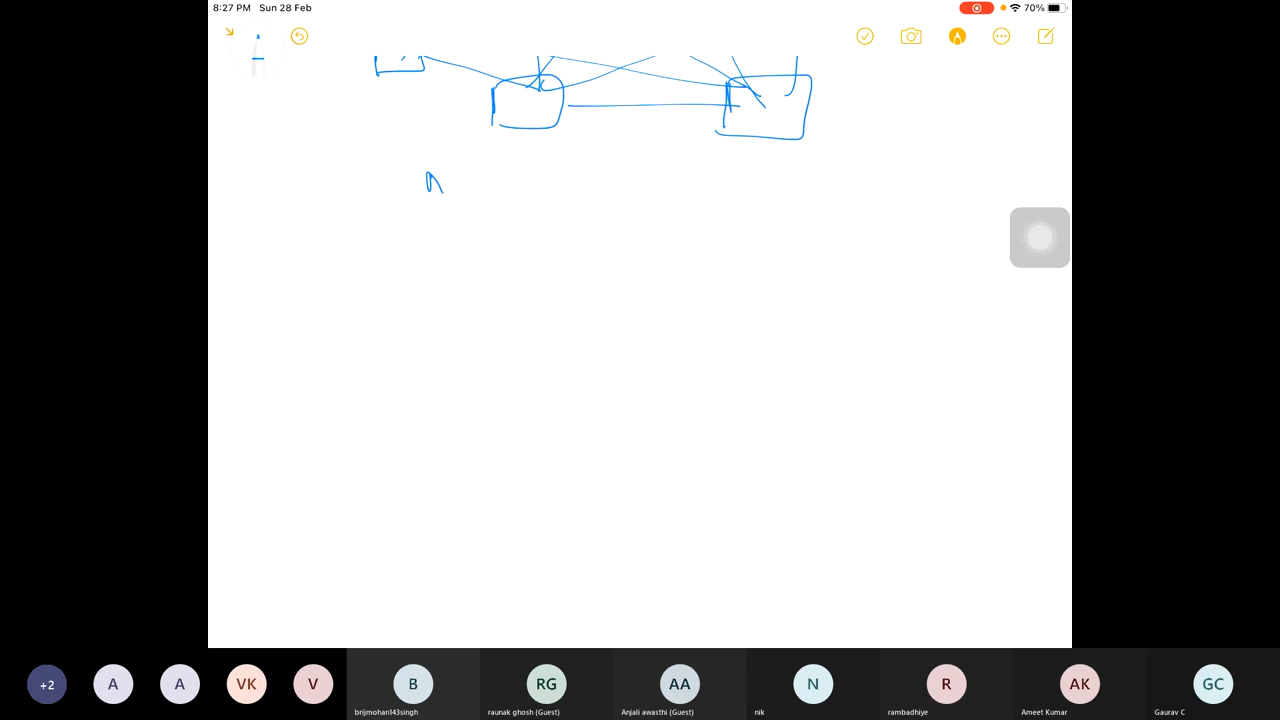 8:27 PM Sun 28 Feb 70%
+2 A A VK V B RG AA N R AK GC
brijmohan143singh raunak ghosh (Guest) Anjali awasthi (Guest) nik rambadhiye Ameet Kumar Gaurav C